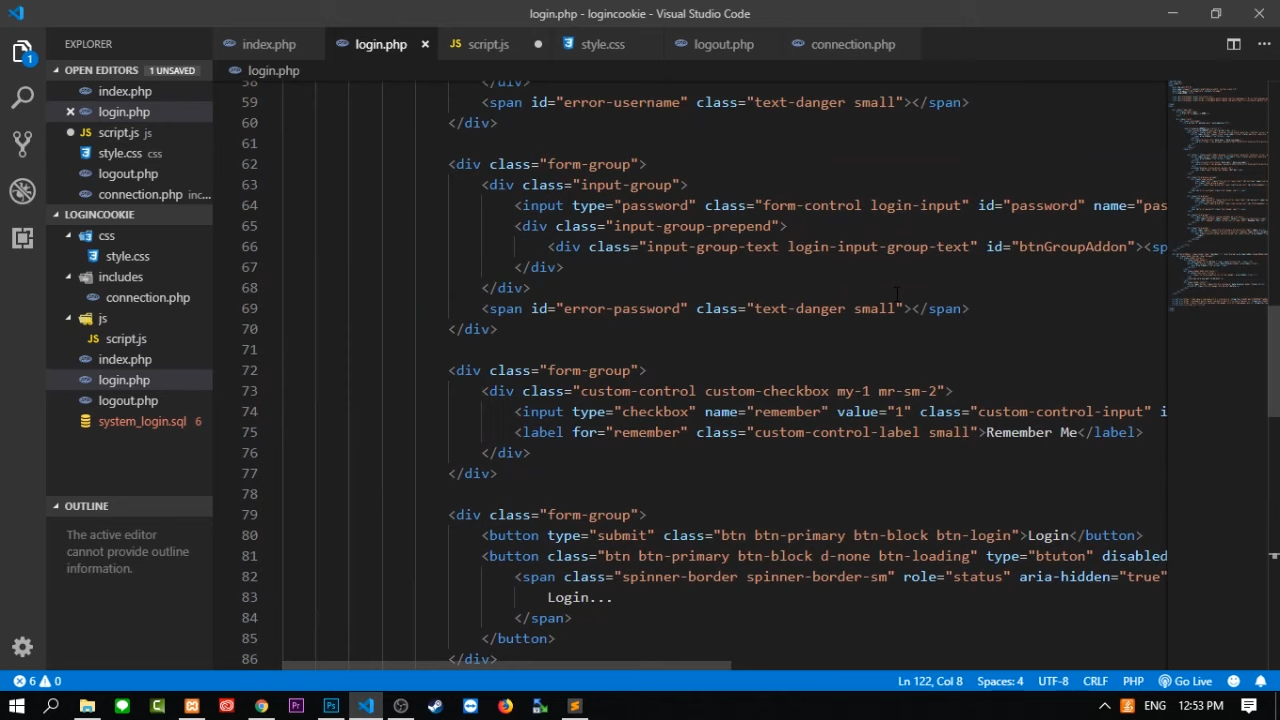 login.php - logincookie - Visual Studio Code
EXPLORER
index.php
login.php
script.js
style.css
logout.php
connection.php
OPEN EDITORS 1 UNSAVED
index.php
login.php
script.js js
style.css css
logout.php
connection.php inc...
LOGINCOOKIE
css
style.css
includes
connection.php
js
script.js
index.php
login.php
logout.php
system_login.sql 6
OUTLINE
The active editor
cannot provide outline
information.
login.php
58 </div>
59 <span id="error-username" class="text-danger small"></span>
60 </div>
61
62 <div class="form-group">
63 <div class="input-group">
64 <input type="password" class="form-control login-input" id="password" name="pas
65 <div class="input-group-prepend">
66 <div class="input-group-text login-input-group-text" id="btnGroupAddon"><sp
67 </div>
68 </div>
69 <span id="error-password" class="text-danger small"></span>
70 </div>
71
72 <div class="form-group">
73 <div class="custom-control custom-checkbox my-1 mr-sm-2">
74 <input type="checkbox" name="remember" value="1" class="custom-control-input" i
75 <label for="remember" class="custom-control-label small">Remember Me</label>
76 </div>
77 </div>
78
79 <div class="form-group">
80 <button type="submit" class="btn btn-primary btn-block btn-login">Login</button>
81 <button class="btn btn-primary btn-block d-none btn-loading" type="btuton" disabled
82 <span class="spinner-border spinner-border-sm" role="status" aria-hidden="true"
83 Login...
84 </span>
85 </button>
86 </div>
6 0
Ln 122, Col 8 Spaces: 4 UTF-8 CRLF PHP Go Live
ENG 12:53 PM